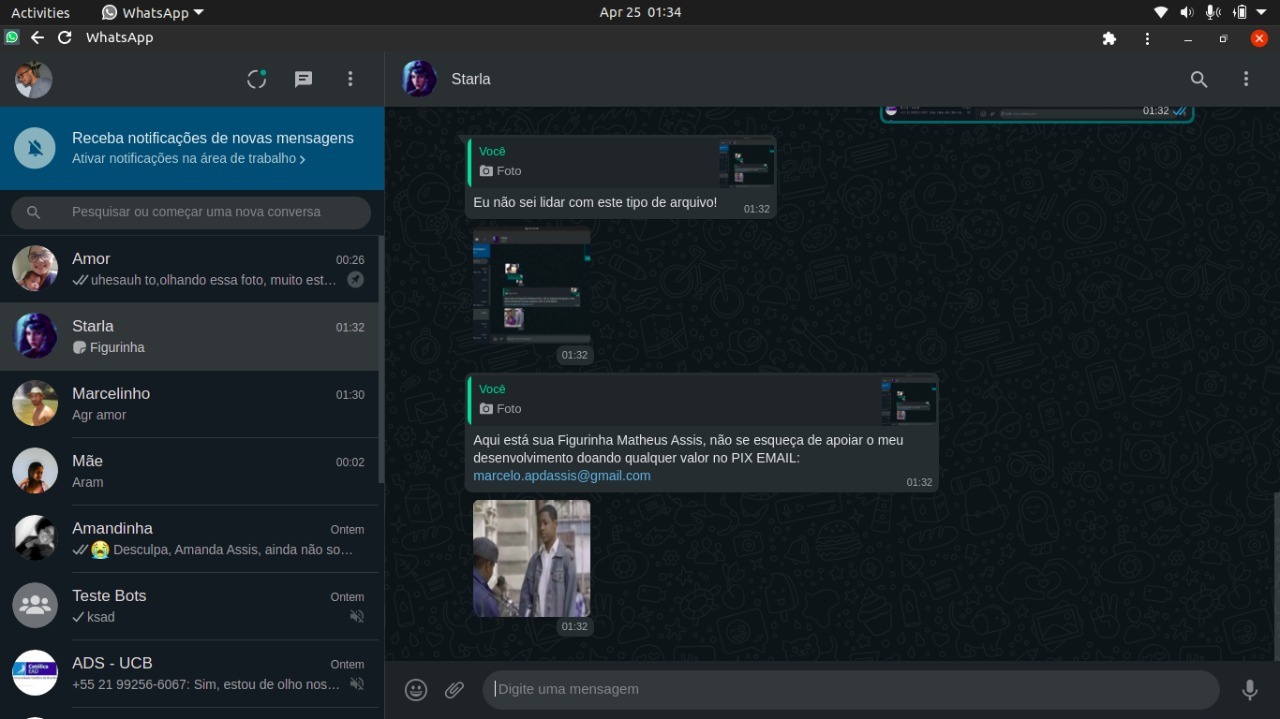 Activities
WhatsApp
Apr 25 01:34
WhatsApp
Receba notificações de novas mensagens
Ativar notificações na área de trabalho
Pesquisar ou começar uma nova conversa
Amor
00:26
uhesauh to,olhando essa foto, muito est...
Starla
01:32
Figurinha
Marcelinho
01:30
Agr amor
Mãe
00:02
Aram
Amandinha
Ontem
😭 Desculpa, Amanda Assis, ainda não so...
Teste Bots
Ontem
ksad
ADS - UCB
Ontem
+55 21 99256-6067: Sim, estou de olho nos...
Starla
01:32
Você
Foto
Eu não sei lidar com este tipo de arquivo!
01:32
01:32
Você
Foto
Aqui está sua Figurinha Matheus Assis, não se esqueça de apoiar o meu
desenvolvimento doando qualquer valor no PIX EMAIL:
marcelo.apdassis@gmail.com
01:32
01:32
Digite uma mensagem